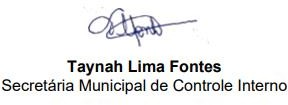 Taynah Lima Fontes
Secretária Municipal de Controle Interno